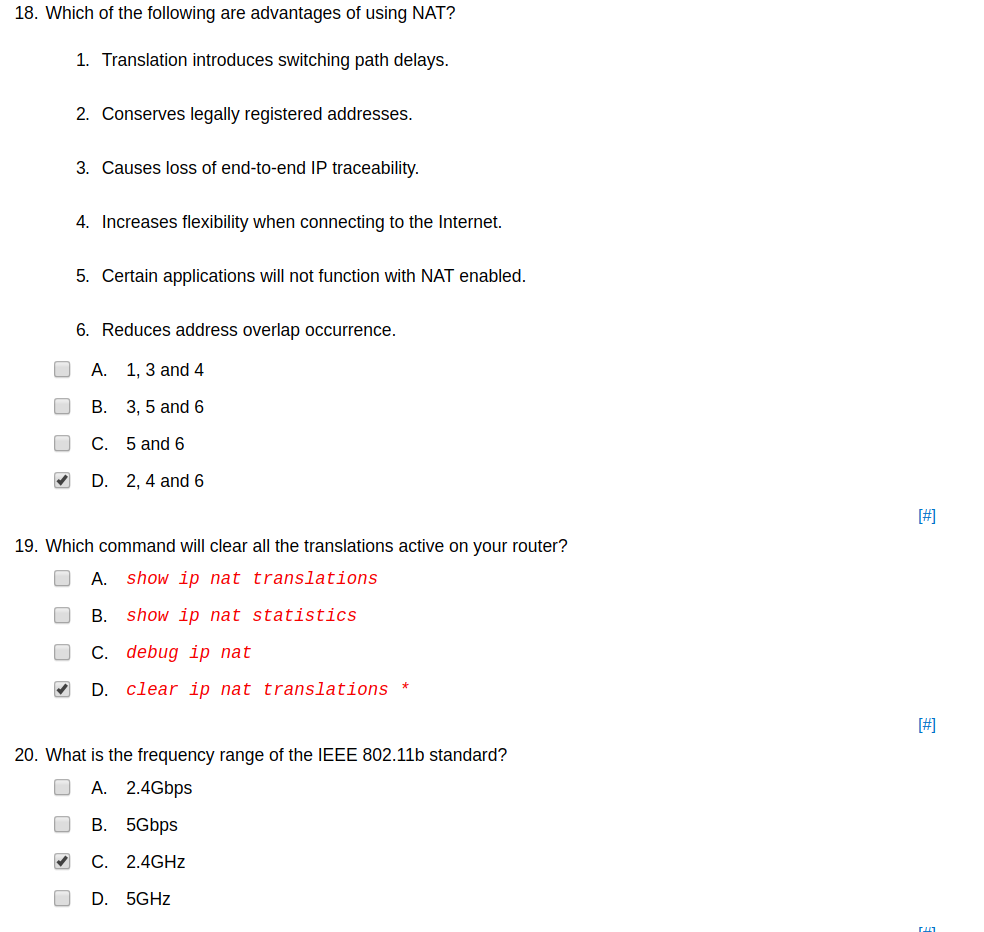 18. Which of the following are advantages of using NAT?
1. Translation introduces switching path delays.
2. Conserves legally registered addresses.
3. Causes loss of end-to-end IP traceability.
4. Increases flexibility when connecting to the Internet.
5. Certain applications will not function with NAT enabled.
6. Reduces address overlap occurrence.
A. 1, 3 and 4
B. 3, 5 and 6
C. 5 and 6
D. 2, 4 and 6
[#]
19. Which command will clear all the translations active on your router?
A. show ip nat translations
B. show ip nat statistics
C. debug ip nat
D. clear ip nat translations *
[#]
20. What is the frequency range of the IEEE 802.11b standard?
A. 2.4Gbps
B. 5Gbps
C. 2.4GHz
D. 5GHz
[#]